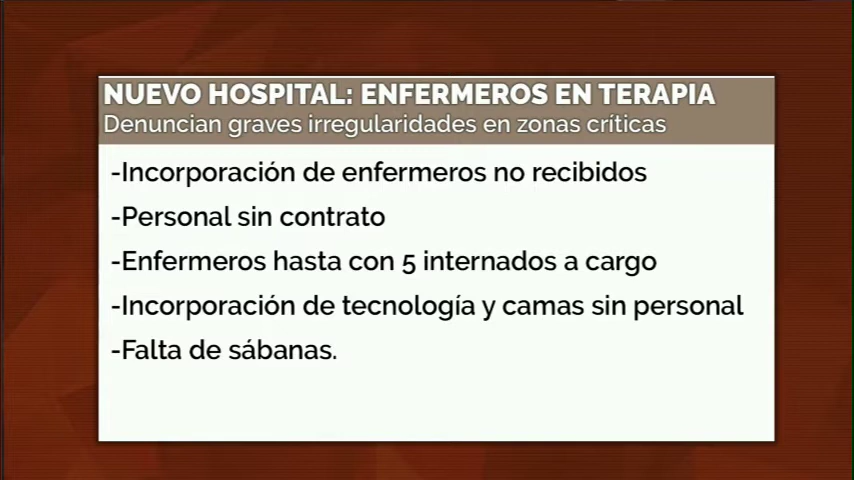 NUEVO HOSPITAL: ENFERMEROS EN TERAPIA
Denuncian graves irregularidades en zonas críticas
-Incorporación de enfermeros no recibidos
-Personal sin contrato
-Enfermeros hasta con 5 internados a cargo
-Incorporación de tecnología y camas sin personal
-Falta de sábanas.